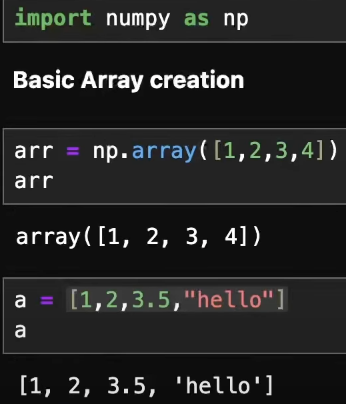 import numpy as np
Basic Array creation
arr = np.array([1,2,3,4])
arr
array([1, 2, 3, 4])
a = [1,2,3.5,"hello"]
a
[1, 2, 3.5, 'hello']